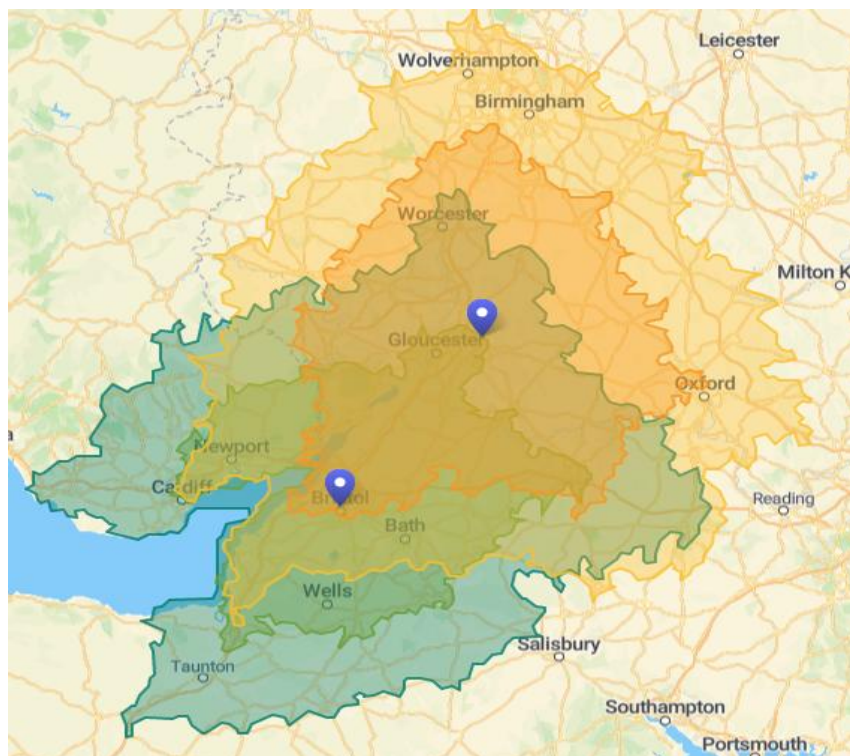 Leicester
Wolverhampton
Birmingham
Worcester
Milton K
Gloucester
Oxford
Newport
a
Cardiff
Bristol
Reading
Bath
Wells
Salisbury
Taunton
Southampton
Portsmouth